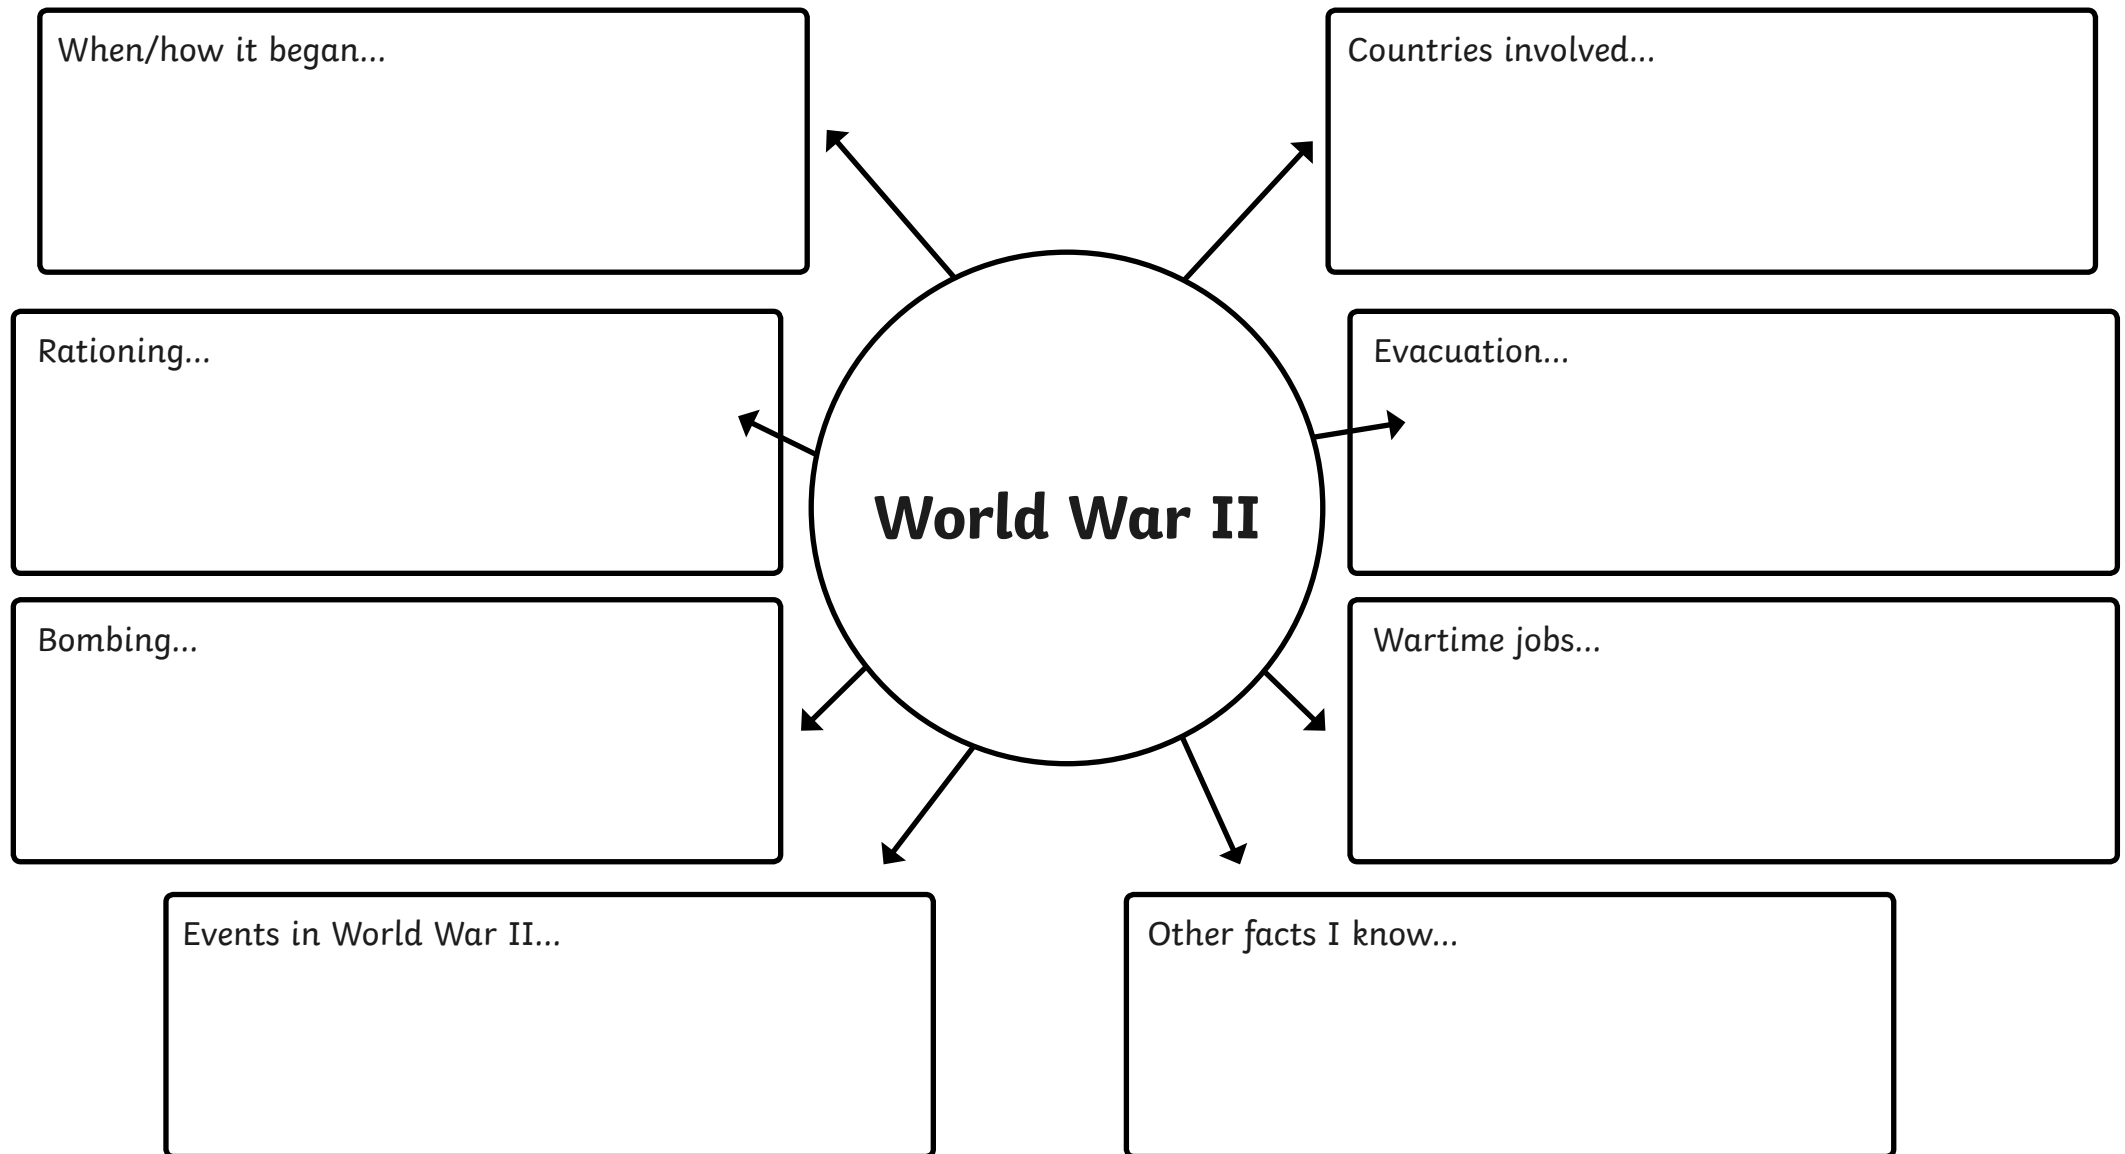 When/how it began...
Countries involved...
Rationing...
Evacuation...
World War II
Bombing...
Wartime jobs...
Events in World War II...
Other facts I know...